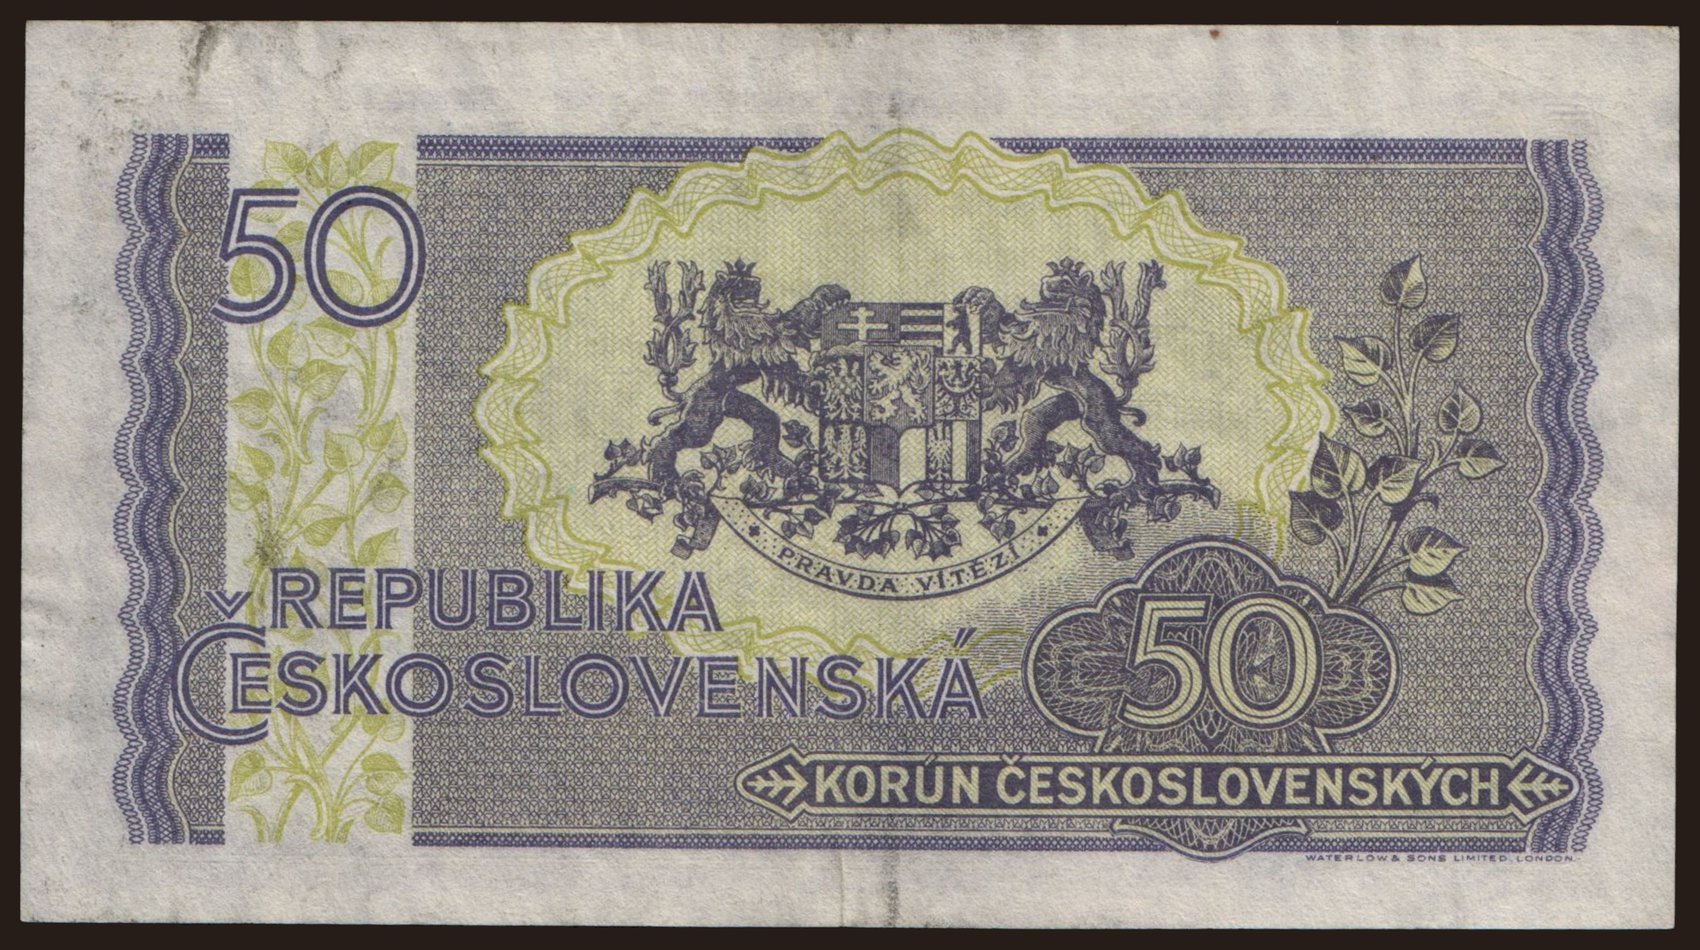 50
PRAVDA VÍTĚZÍ
REPUBLIKA
ČESKOSLOVENSKÁ
50
KORÚN ČESKOSLOVENSKÝCH
WATERLOW & SONS LIMITED, LONDON.